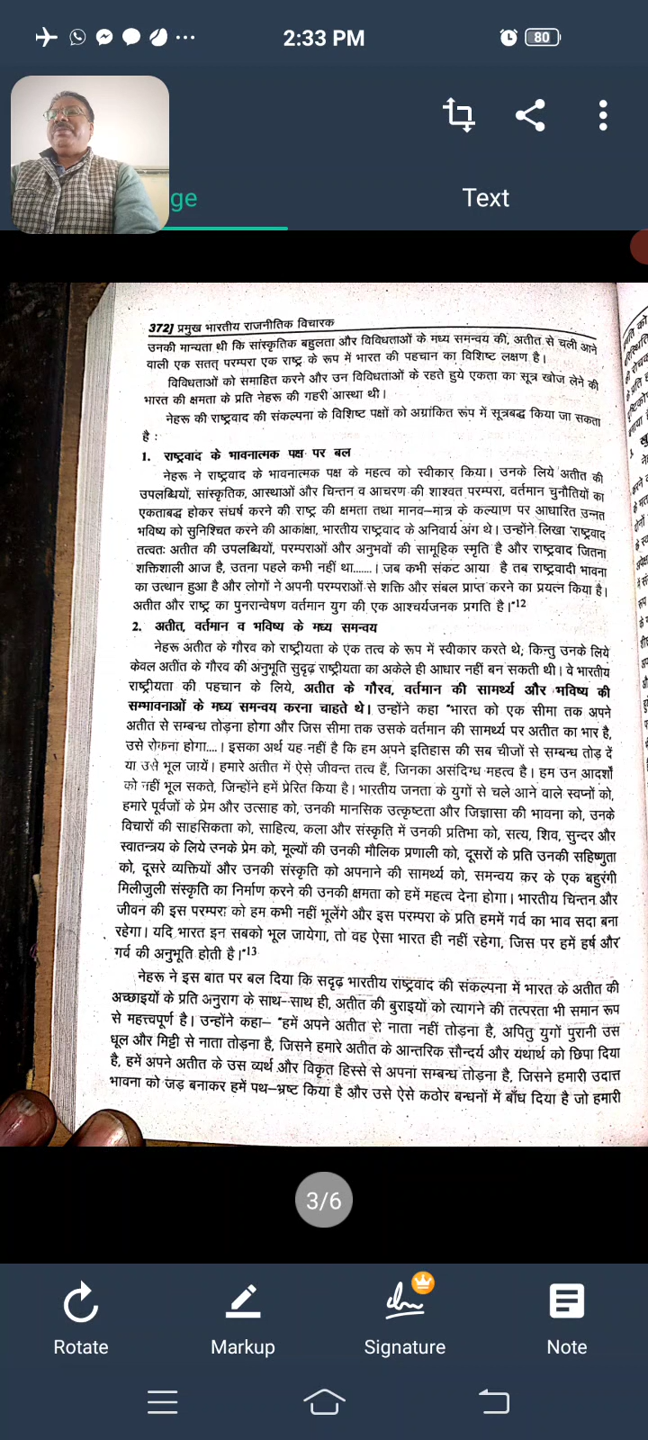 2:33 PM
80
ge
Text
372] प्रमुख भारतीय राजनीतिक विचारक
उनकी मान्यता थी कि सांस्कृतिक बहुलता और विविधताओं के मध्य समन्वय की, अतीत से चली आने
वाली एक सतत् परम्परा एक राष्ट्र के रूप में भारत की पहचान का विशिष्ट लक्षण है।
विविधताओं को समाहित करने और उन विविधताओं के रहते हुये एकता का सूत्र खोज लेने की
भारत की क्षमता के प्रति नेहरू की गहरी आस्था थी।
नेहरू की राष्ट्रवाद की संकल्पना के विशिष्ट पक्षों को अग्रांकित रूप में सूत्रबद्ध किया जा सकता
है :
1. राष्ट्रवाद के भावनात्मक पक्ष पर बल
नेहरू ने राष्ट्रवाद के भावनात्मक पक्ष के महत्व को स्वीकार किया। उनके लिये अतीत की
उपलब्धियों, सांस्कृतिक, आस्थाओं और चिन्तन व आचरण की शाश्वत परम्परा, वर्तमान चुनौतियों का
एकताबद्ध होकर संघर्ष करने की राष्ट्र की क्षमता तथा मानव–मात्र के कल्याण पर आधारित उन्नत
भविष्य को सुनिश्चित करने की आकांक्षा, भारतीय राष्ट्रवाद के अनिवार्य अंग थे। उन्होंने लिखा "राष्ट्रवाद
तत्वतः अतीत की उपलब्धियों, परम्पराओं और अनुभवों की सामूहिक स्मृति है और राष्ट्रवाद जितना
शक्तिशाली आज है, उतना पहले कभी नहीं था.......। जब कभी संकट आया है तब राष्ट्रवादी भावना
का उत्थान हुआ है और लोगों ने अपनी परम्पराओं से शक्ति और संबल प्राप्त करने का प्रयत्न किया है।
अतीत और राष्ट्र का पुनरान्वेषण वर्तमान युग की एक आश्चर्यजनक प्रगति है।"12
2. अतीत, वर्तमान व भविष्य के मध्य समन्वय
नेहरू अतीत के गौरव को राष्ट्रीयता के एक तत्व के रूप में स्वीकार करते थे; किन्तु उनके लिये
केवल अतीत के गौरव की अनुभूति सुदृढ़ राष्ट्रीयता का अकेले ही आधार नहीं बन सकती थी। वे भारतीय
राष्ट्रीयता की पहचान के लिये, अतीत के गौरव, वर्तमान की सामर्थ्य और भविष्य की
सम्भावनाओं के मध्य समन्वय करना चाहते थे। उन्होंने कहा "भारत को एक सीमा तक अपने
अतीत से सम्बन्ध तोड़ना होगा और जिस सीमा तक उसके वर्तमान की सामर्थ्य पर अतीत का भार है,
उसे रोकना होगा....। इसका अर्थ यह नहीं है कि हम अपने इतिहास की सब चीजों से सम्बन्ध तोड़ दें
या उसे भूल जायें। हमारे अतीत में ऐसे जीवन्त तत्व हैं, जिनका असंदिग्ध महत्व है। हम उन आदर्शों
को नहीं भूल सकते, जिन्होंने हमें प्रेरित किया है। भारतीय जनता के युगों से चले आने वाले स्वप्नों को,
हमारे पूर्वजों के प्रेम और उत्साह को, उनकी मानसिक उत्कृष्टता और जिज्ञासा की भावना को, उनके
विचारों की साहसिकता को, साहित्य, कला और संस्कृति में उनकी प्रतिभा को, सत्य, शिव, सुन्दर और
स्वातन्त्रय के लिये उनके प्रेम को, मूल्यों की उनकी मौलिक प्रणाली को, दूसरों के प्रति उनकी सहिष्णुता
को, दूसरे व्यक्तियों और उनकी संस्कृति को अपनाने की सामर्थ्य को, समन्वय कर के एक बहुरंगी
मिलीजुली संस्कृति का निर्माण करने की उनकी क्षमता को हमें महत्व देना होगा। भारतीय चिन्तन और
जीवन की इस परम्परा को हम कभी नहीं भूलेंगे और इस परम्परा के प्रति हममें गर्व का भाव सदा बना
रहेगा। यदि भारत इन सबको भूल जायेगा, तो वह ऐसा भारत ही नहीं रहेगा, जिस पर हमें हर्ष और
गर्व की अनुभूति होती है।"13
नेहरू ने इस बात पर बल दिया कि सदृढ़ भारतीय राष्ट्रवाद की संकल्पना में भारत के अतीत की
अच्छाइयों के प्रति अनुराग के साथ–साथ ही, अतीत की बुराइयों को त्यागने की तत्परता भी समान रूप
से महत्त्वपूर्ण है। उन्होंने कहा– "हमें अपने अतीत से नाता नहीं तोड़ना है, अपितु युगों पुरानी उस
धूल और मिट्टी से नाता तोड़ना है, जिसने हमारे अतीत के आन्तरिक सौन्दर्य और यथार्थ को छिपा दिया
है, हमें अपने अतीत के उस व्यर्थ और विकृत हिस्से से अपना सम्बन्ध तोड़ना है, जिसने हमारी उदात्त
भावना को जड़ बनाकर हमें पथ–भ्रष्ट किया है और उसे ऐसे कठोर बन्धनों में बाँध दिया है जो हमारी
3/6
Rotate
Markup
Signature
Note